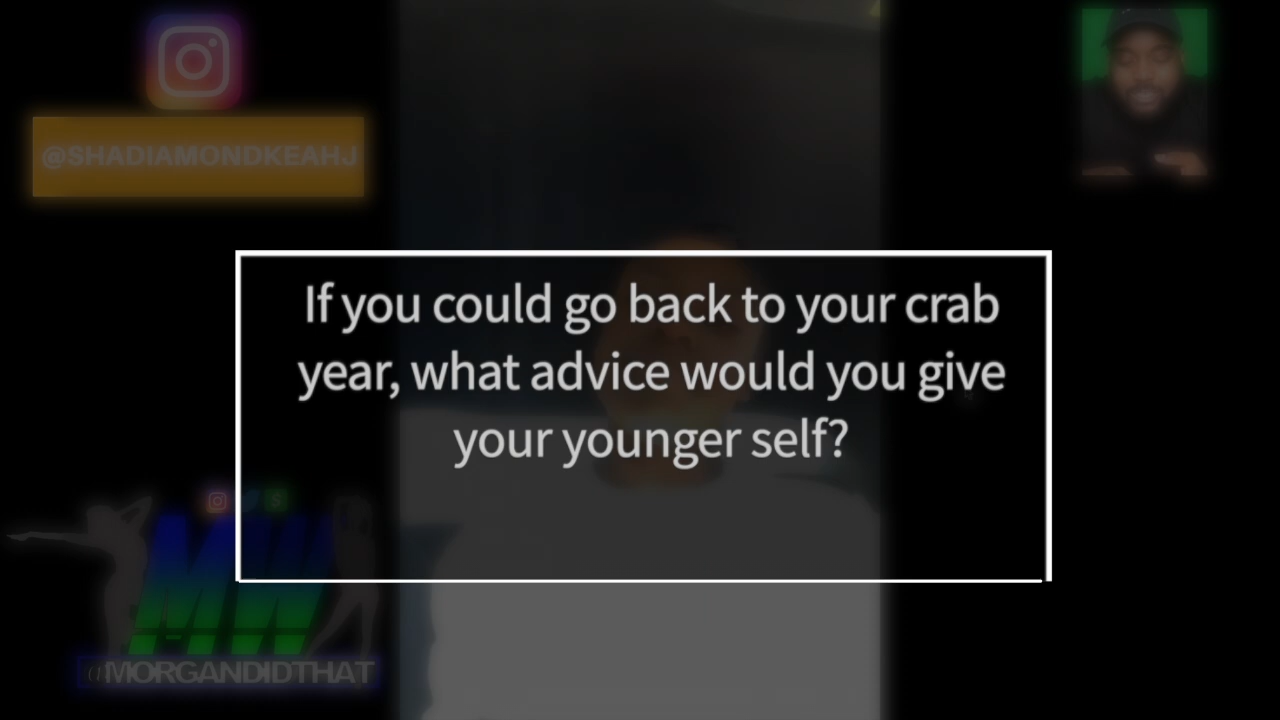 @SHADIAMONDKEAHJ
If you could go back to your crab
year, what advice would you give
your younger self?
MW
@MORGANDIDTHAT